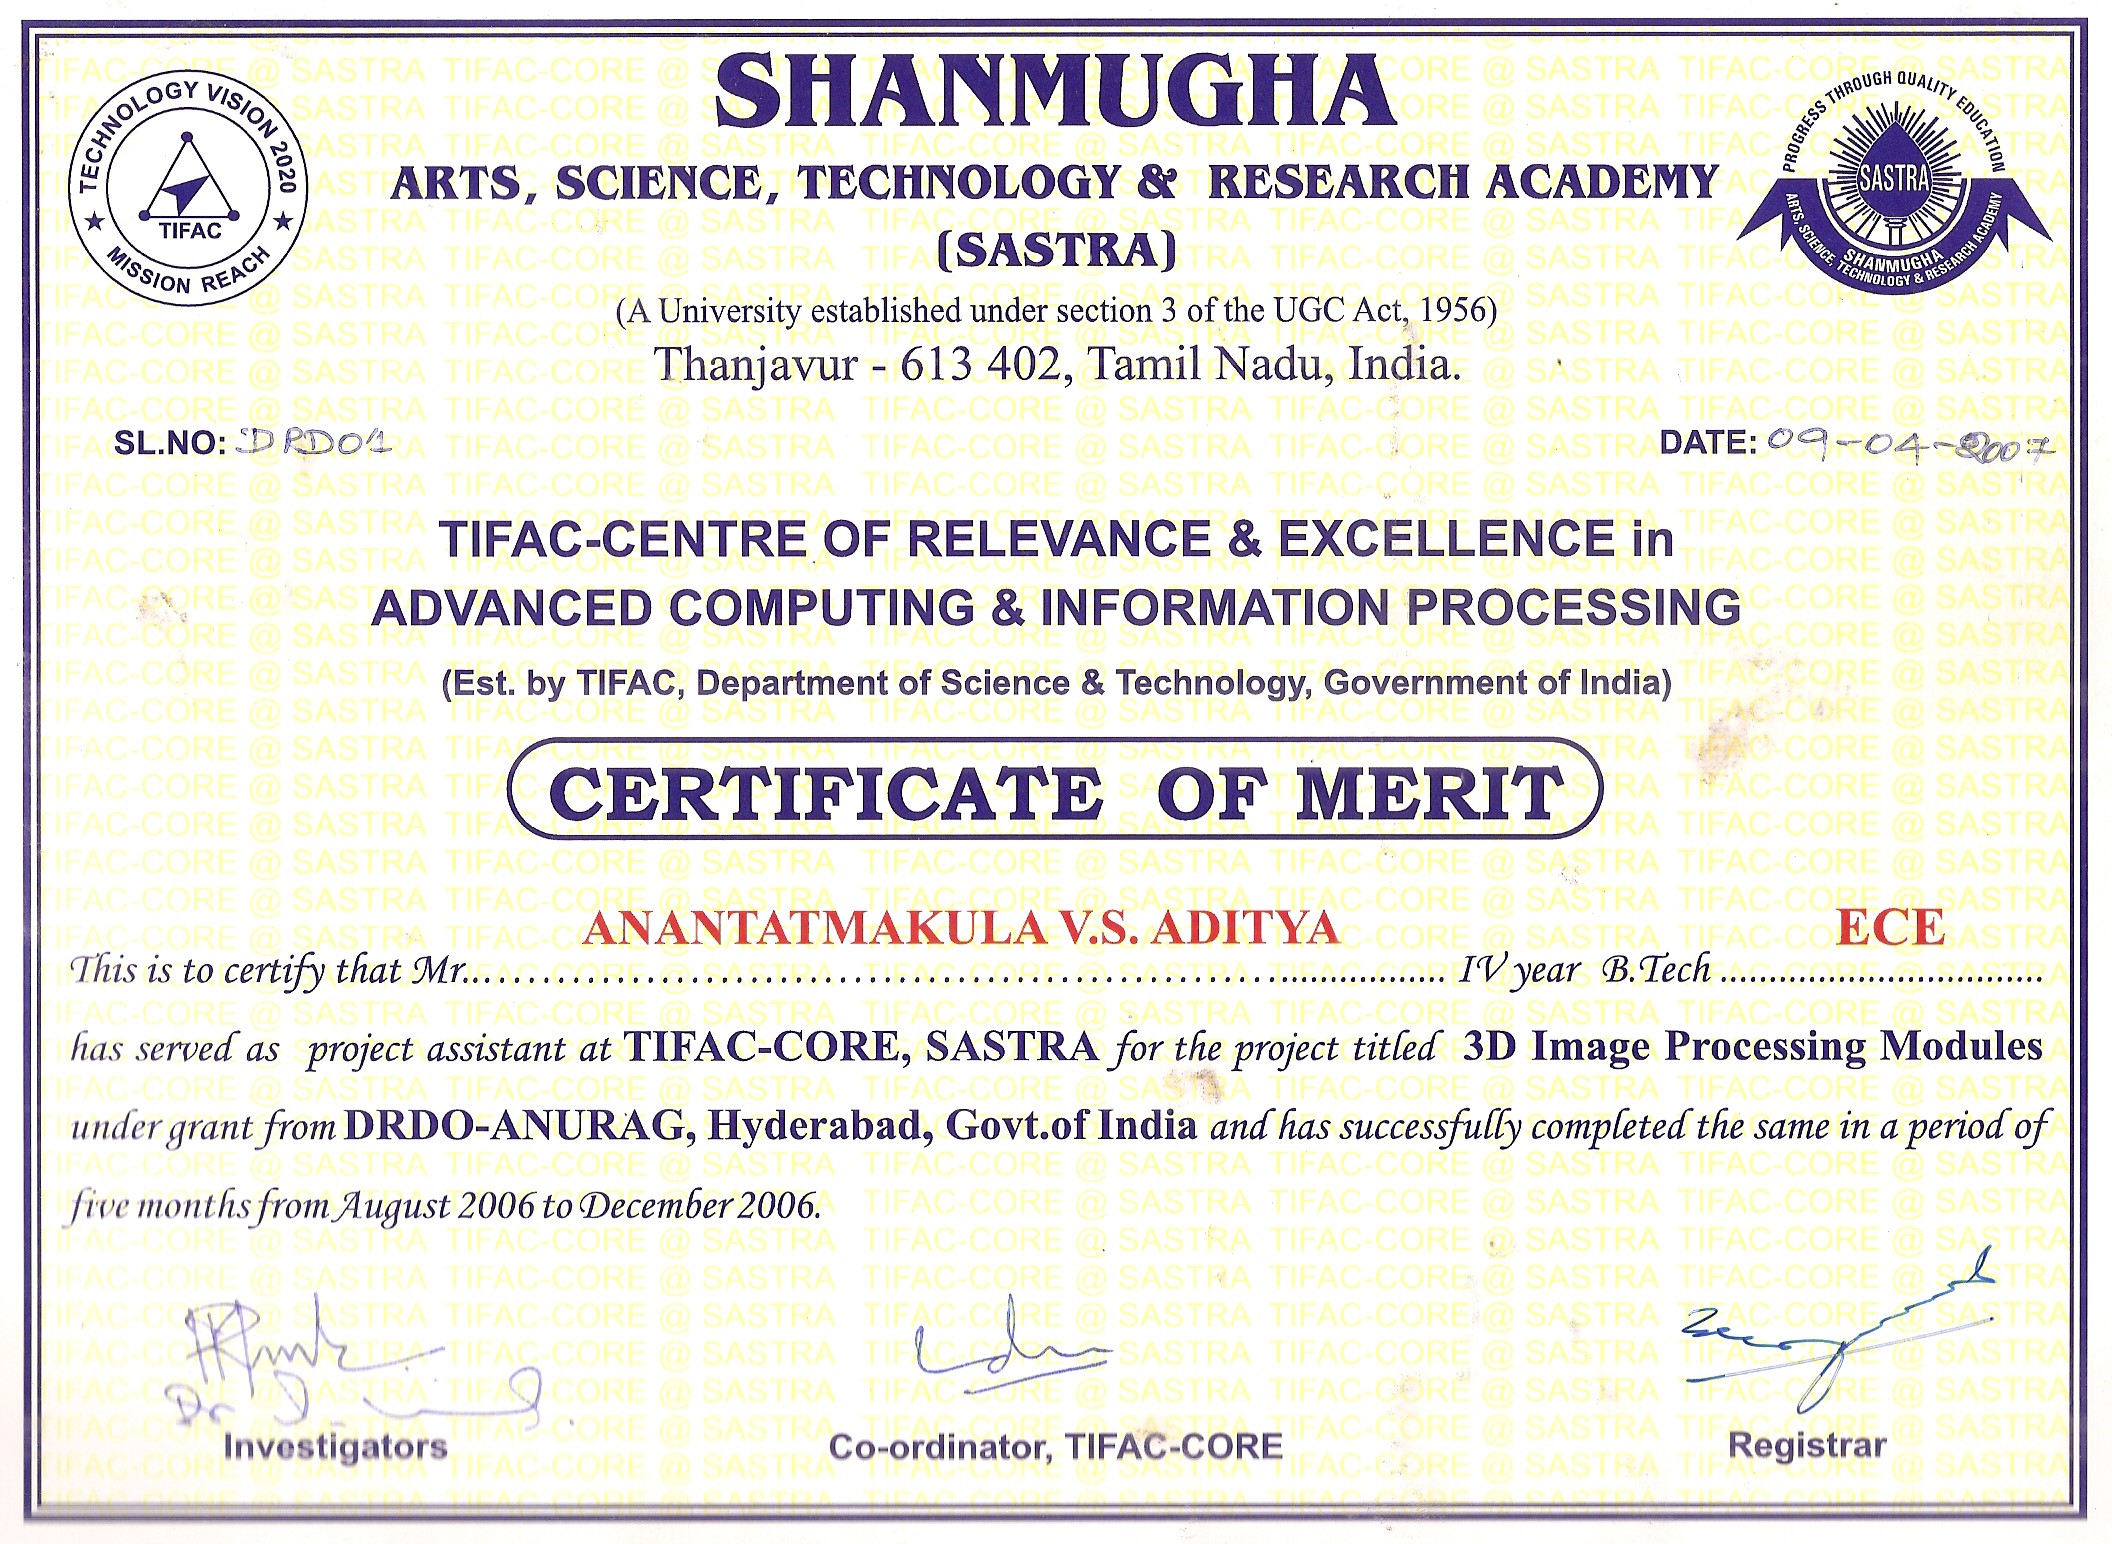 TECHNOLOGY VISION 2020
TIFAC
MISSION REACH
SHANMUGHA
ARTS, SCIENCE, TECHNOLOGY & RESEARCH ACADEMY
(SASTRA)
(A University established under section 3 of the UGC Act, 1956)
Thanjavur - 613 402, Tamil Nadu, India.
PROGRESS THROUGH QUALITY EDUCATION
SASTRA
SHANMUGHA
ARTS, SCIENCE, TECHNOLOGY & RESEARCH ACADEMY
SL.NO: DRD01
DATE: 09-04-2007
TIFAC-CENTRE OF RELEVANCE & EXCELLENCE in
ADVANCED COMPUTING & INFORMATION PROCESSING
(Est. by TIFAC, Department of Science & Technology, Government of India)
CERTIFICATE OF MERIT
ANANTATMAKULA V.S. ADITYA ECE
This is to certify that Mr................................................................ IV year B.Tech .................................
has served as project assistant at TIFAC-CORE, SASTRA for the project titled 3D Image Processing Modules
under grant from DRDO-ANURAG, Hyderabad, Govt.of India and has successfully completed the same in a period of
five months from August 2006 to December 2006.
Dr D
Investigators
Co-ordinator, TIFAC-CORE
Registrar